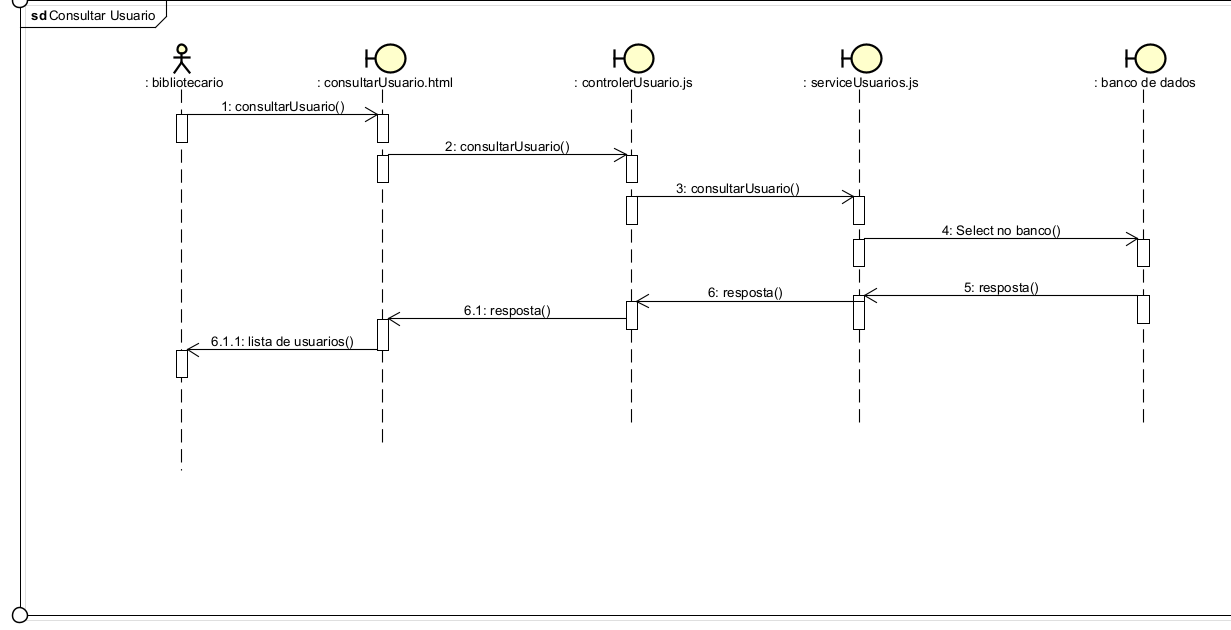 sd Consultar Usuario
: bibliotecario
: consultarUsuario.html
: controlerUsuario.js
: serviceUsuarios.js
: banco de dados
1: consultarUsuario()
2: consultarUsuario()
3: consultarUsuario()
4: Select no banco()
5: resposta()
6: resposta()
6.1: resposta()
6.1.1: lista de usuarios()